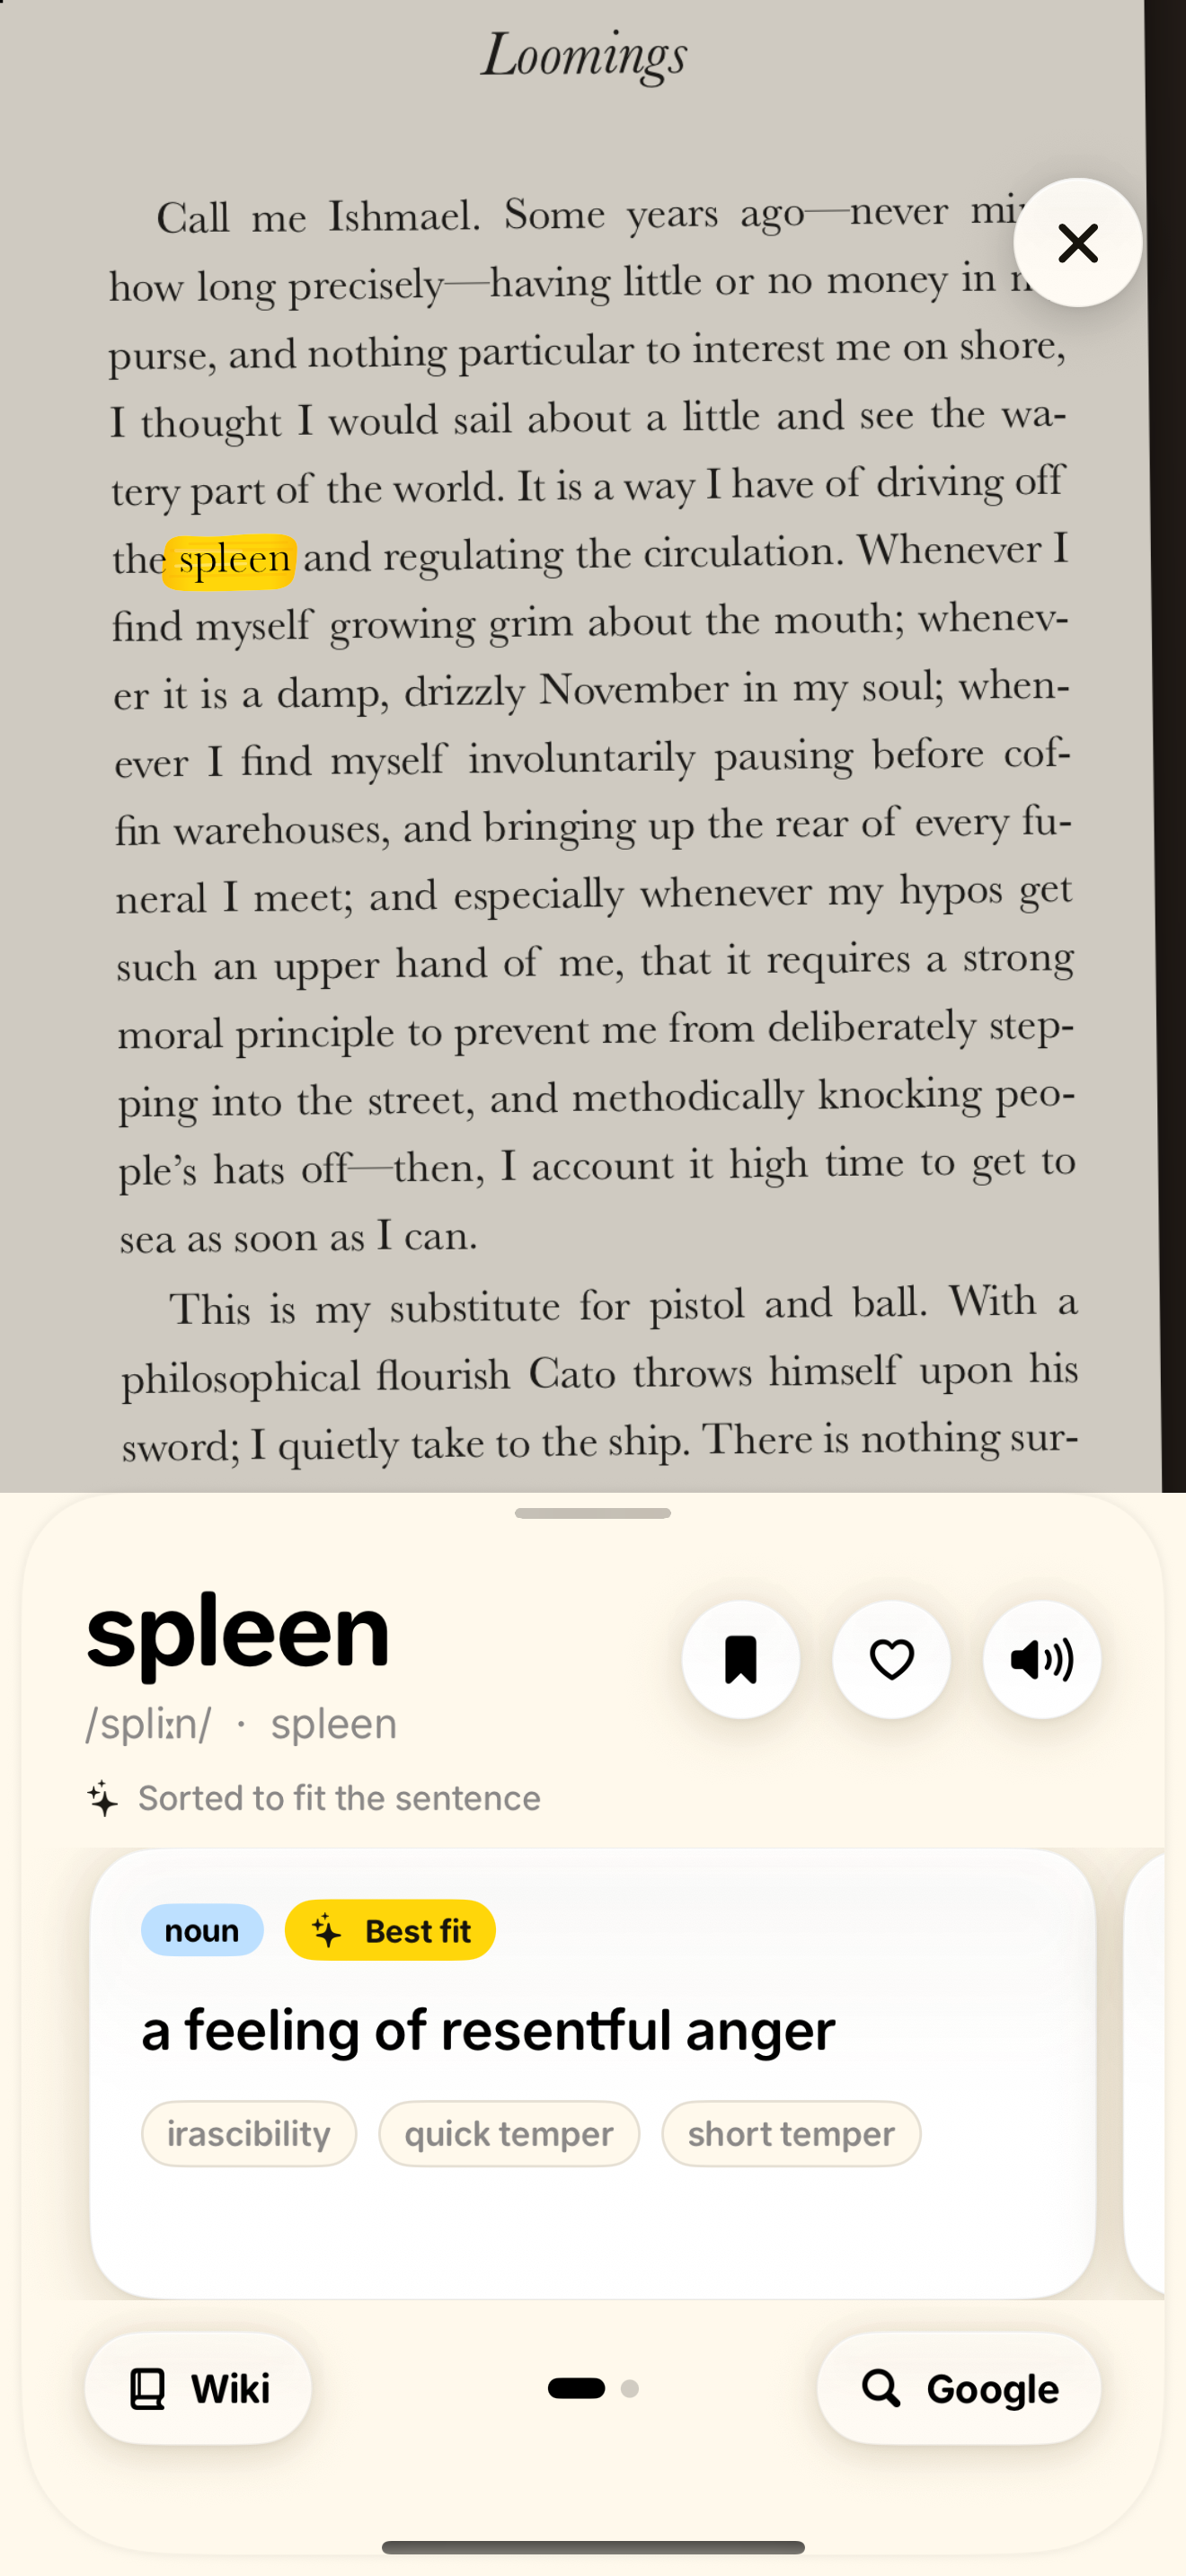 Loomings
Call me Ishmael. Some years ago—never
how long precisely—having little or no money in
purse, and nothing particular to interest me on shore,
I thought I would sail about a little and see the wa-
tery part of the world. It is a way I have of driving off
the spleen and regulating the circulation. Whenever I
find myself growing grim about the mouth; whenev-
er it is a damp, drizzly November in my soul; when-
ever I find myself involuntarily pausing before cof-
fin warehouses, and bringing up the rear of every fu-
neral I meet; and especially whenever my hypos get
such an upper hand of me, that it requires a strong
moral principle to prevent me from deliberately step-
ping into the street, and methodically knocking peo-
ple's hats off—then, I account it high time to get to
sea as soon as I can.
This is my substitute for pistol and ball. With a
philosophical flourish Cato throws himself upon his
sword; I quietly take to the ship. There is nothing sur-
spleen
/spliːn/ · spleen
Sorted to fit the sentence
noun Best fit
a feeling of resentful anger
irascibility quick temper short temper
Wiki Google